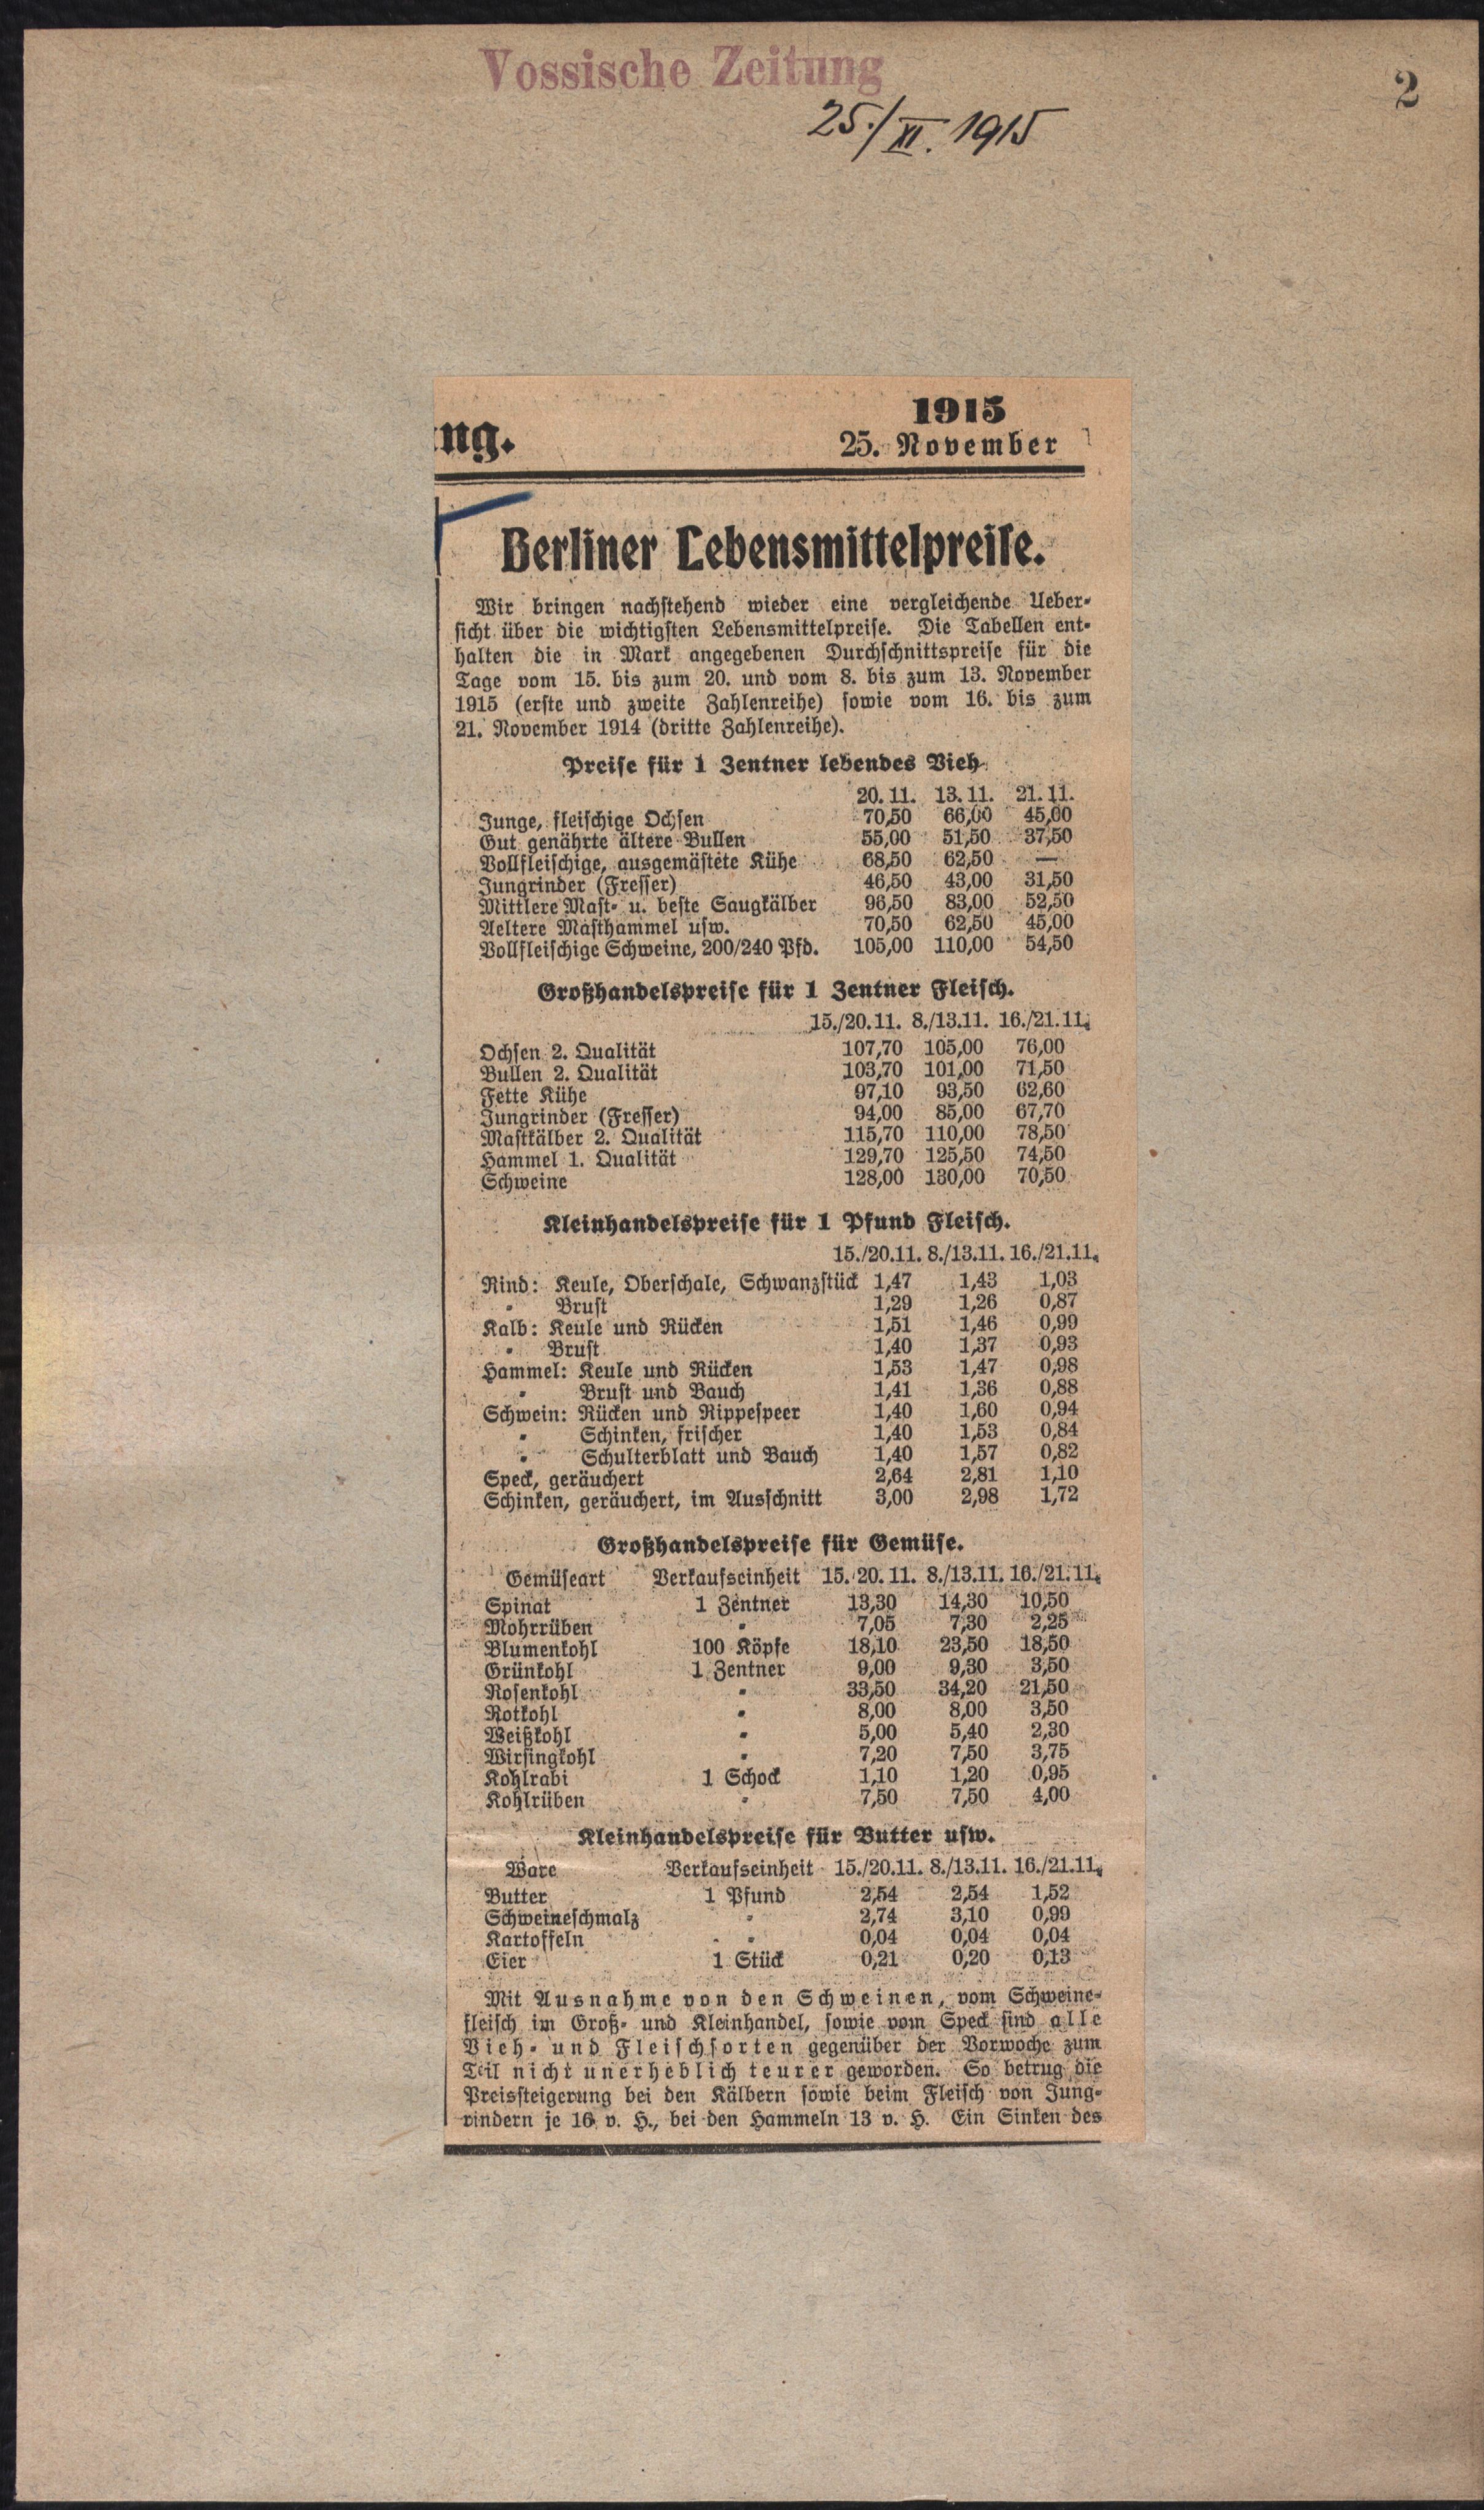 Vossische Zeitung
2
25./XI. 1915
ng.
1915
25. November
Berliner Lebensmittelpreise.
Wir bringen nachstehend wieder eine vergleichende Ueber-
sicht über die wichtigsten Lebensmittelpreise. Die Tabellen ent-
halten die in Mark angegebenen Durchschnittspreise für die
Tage vom 15. bis zum 20. und vom 8. bis zum 13. November
1915 (erste und zweite Zahlenreihe) sowie vom 16. bis zum
21. November 1914 (dritte Zahlenreihe).
Preise für 1 Zentner lebendes Vieh
20. 11. 13. 11. 21. 11.
Junge, fleischige Ochsen 70,50 66,00 45,00
Gut genährte ältere Bullen 55,00 51,50 37,50
Vollfleischige, ausgemästete Kühe 68,50 62,50 —
Jungrinder (Fresser) 46,50 43,00 31,50
Mittlere Mast- u. beste Saugkälber 96,50 83,00 52,50
Aeltere Masthammel usw. 70,50 62,50 45,00
Vollfleischige Schweine, 200/240 Pfd. 105,00 110,00 54,50
Großhandelspreise für 1 Zentner Fleisch.
15./20. 11. 8./13. 11. 16./21. 11.
Ochsen 2. Qualität 107,70 105,00 76,00
Bullen 2. Qualität 103,70 101,00 71,50
Fette Kühe 97,10 93,50 62,60
Jungrinder (Fresser) 94,00 85,00 67,70
Mastkälber 2. Qualität 115,70 110,00 78,50
Hammel 1. Qualität 129,70 125,50 74,50
Schweine 128,00 130,00 70,50
Kleinhandelspreise für 1 Pfund Fleisch.
15./20. 11. 8./13. 11. 16./21. 11.
Rind: Keule, Oberschale, Schwanzstück 1,47 1,43 1,03
" Brust 1,29 1,26 0,87
Kalb: Keule und Rücken 1,51 1,46 0,99
" Brust 1,40 1,37 0,93
Hammel: Keule und Rücken 1,53 1,47 0,98
" Brust und Bauch 1,41 1,36 0,88
Schwein: Rücken und Rippespeer 1,40 1,60 0,94
" Schinken, frischer 1,40 1,53 0,84
" Schulterblatt und Bauch 1,40 1,57 0,82
Speck, geräuchert 2,64 2,81 1,10
Schinken, geräuchert, im Ausschnitt 3,00 2,98 1,72
Großhandelspreise für Gemüse.
Gemüseart Verkaufseinheit 15. 20. 11. 8./13. 11. 16./21. 11.
Spinat 1 Zentner 13,30 14,30 10,50
Mohrrüben " 7,05 7,30 2,25
Blumenkohl 100 Köpfe 18,10 23,50 18,50
Grünkohl 1 Zentner 9,00 9,30 3,50
Rosenkohl " 33,50 34,20 21,50
Rotkohl " 8,00 8,00 3,50
Weißkohl " 5,00 5,40 2,30
Wirsingkohl " 7,20 7,50 3,75
Kohlrabi 1 Schock 1,10 1,20 0,95
Kohlrüben " 7,50 7,50 4,00
Kleinhandelspreise für Butter usw.
Ware Verkaufseinheit 15./20. 11. 8./13. 11. 16./21. 11.
Butter 1 Pfund 2,54 2,54 1,52
Schweineschmalz " 2,74 3,10 0,99
Kartoffeln " 0,04 0,04 0,04
Eier 1 Stück 0,21 0,20 0,13
Mit Ausnahme von den Schweinen, vom Schweine-
fleisch im Groß- und Kleinhandel, sowie vom Speck sind alle
Vieh- und Fleischsorten gegenüber der Vorwoche zum
Teil nicht unerheblich teurer geworden. So betrug die
Preissteigerung bei den Kälbern sowie beim Fleisch von Jung-
rindern je 16 v. H., bei den Hammeln 13 v. H. Ein Sinken des